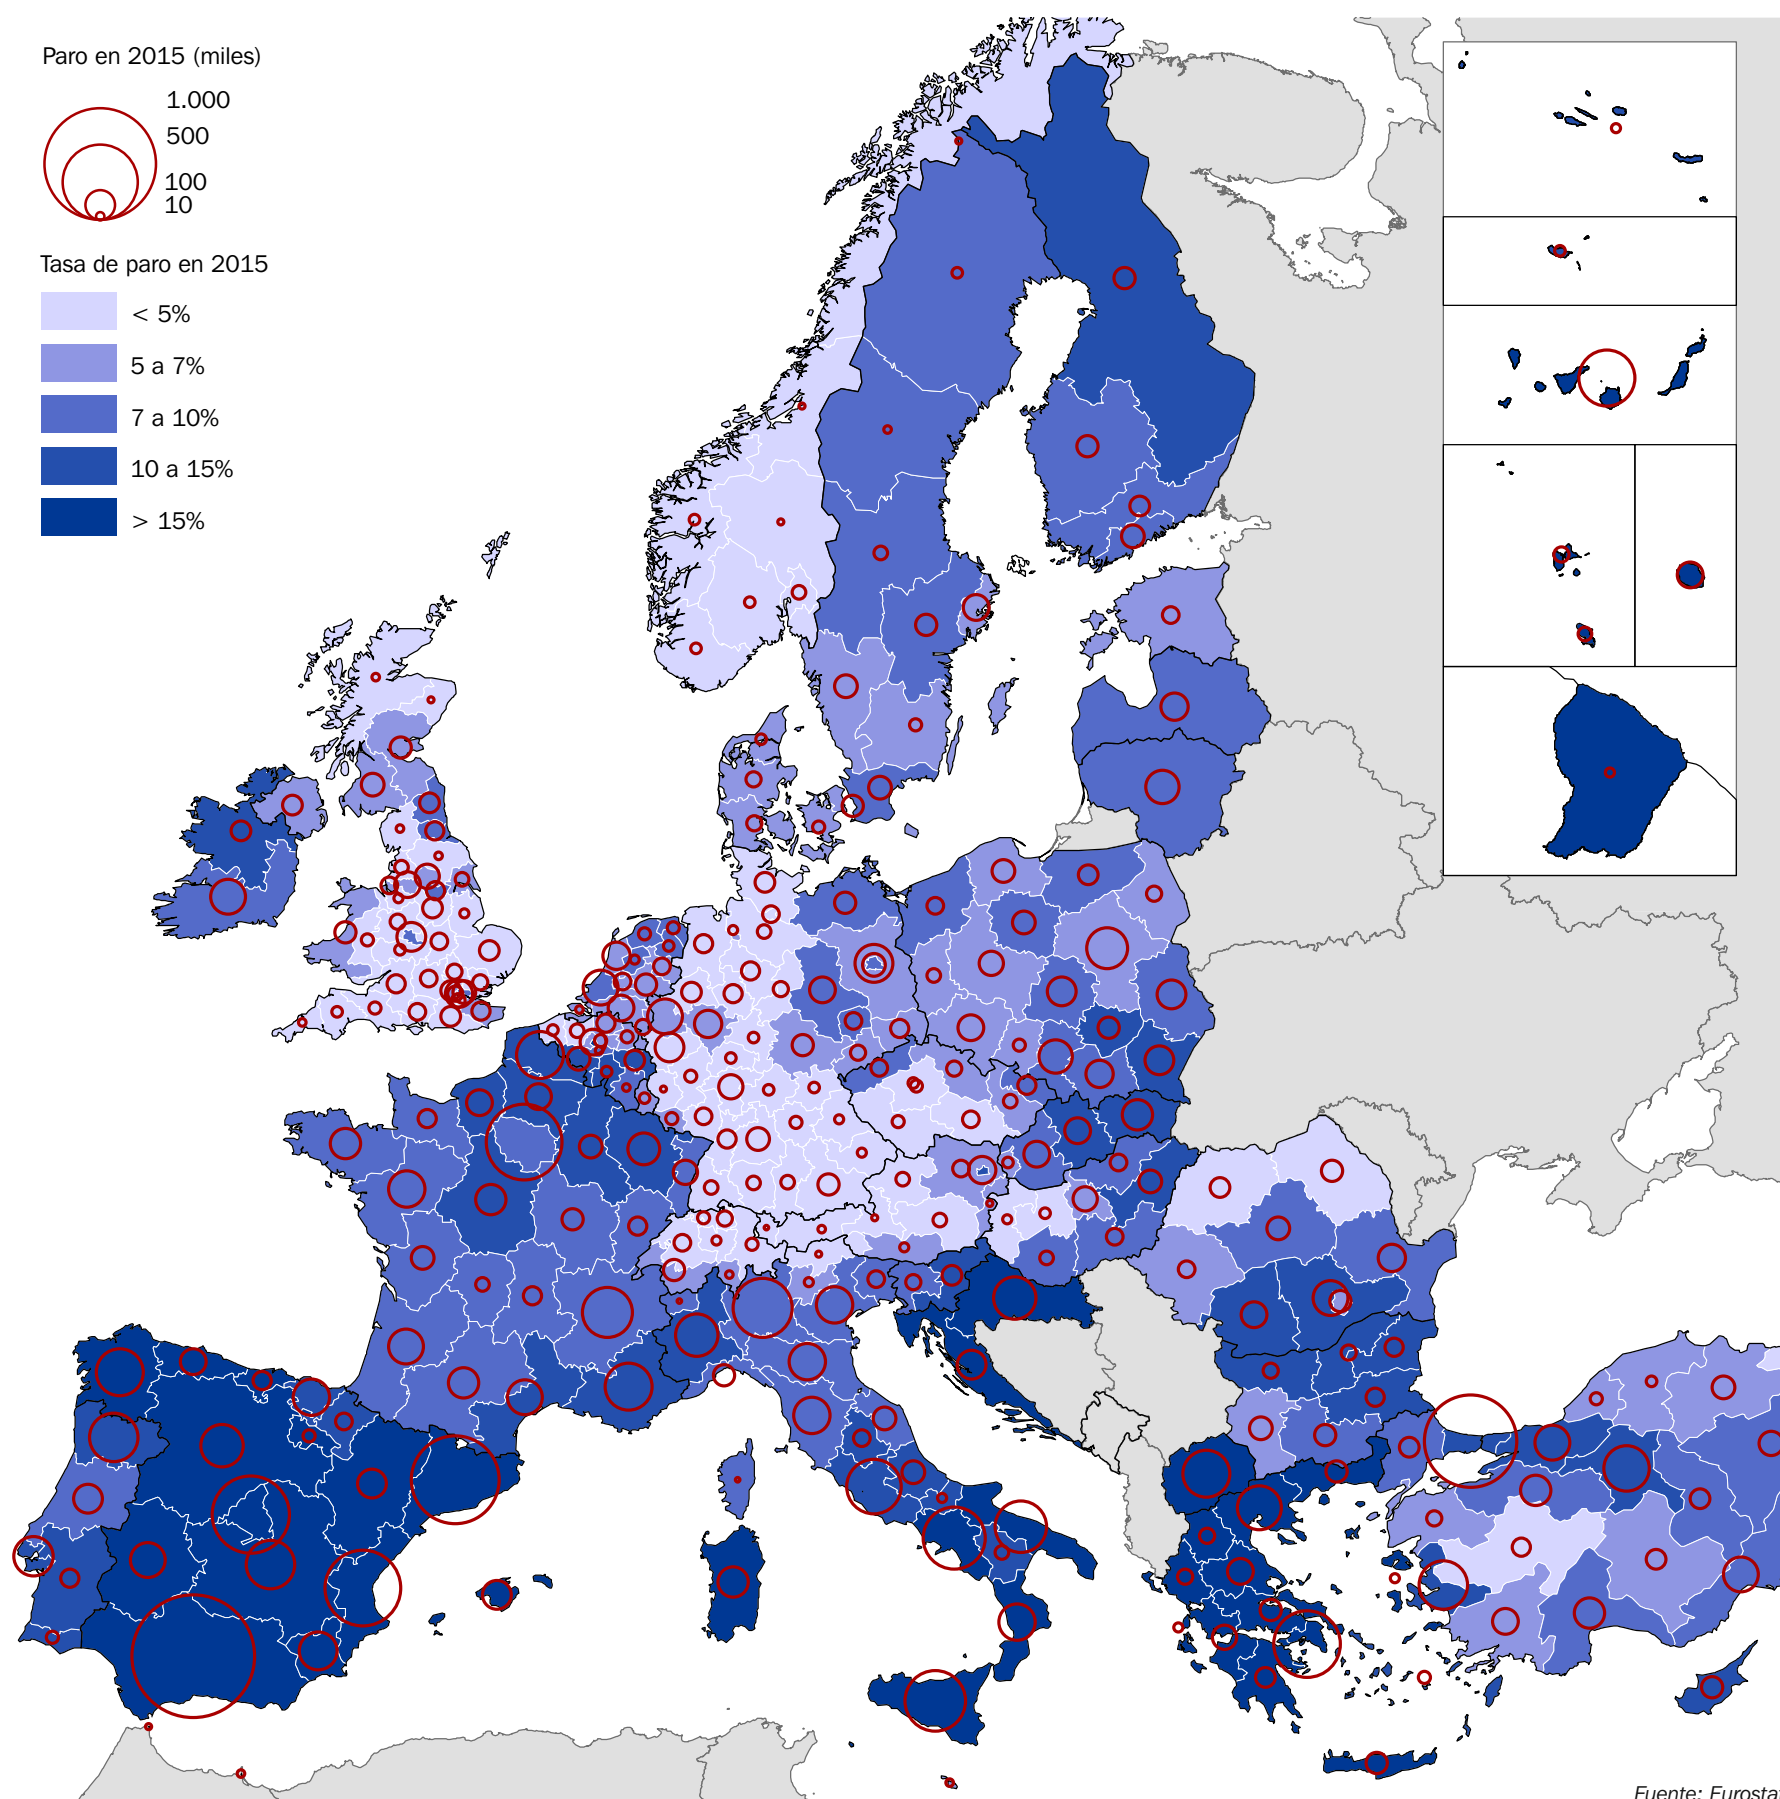 Paro en 2015 (miles)
1.000
500
100
10
Tasa de paro en 2015
< 5%
5 a 7%
7 a 10%
10 a 15%
> 15%
Fuente: Eurostat